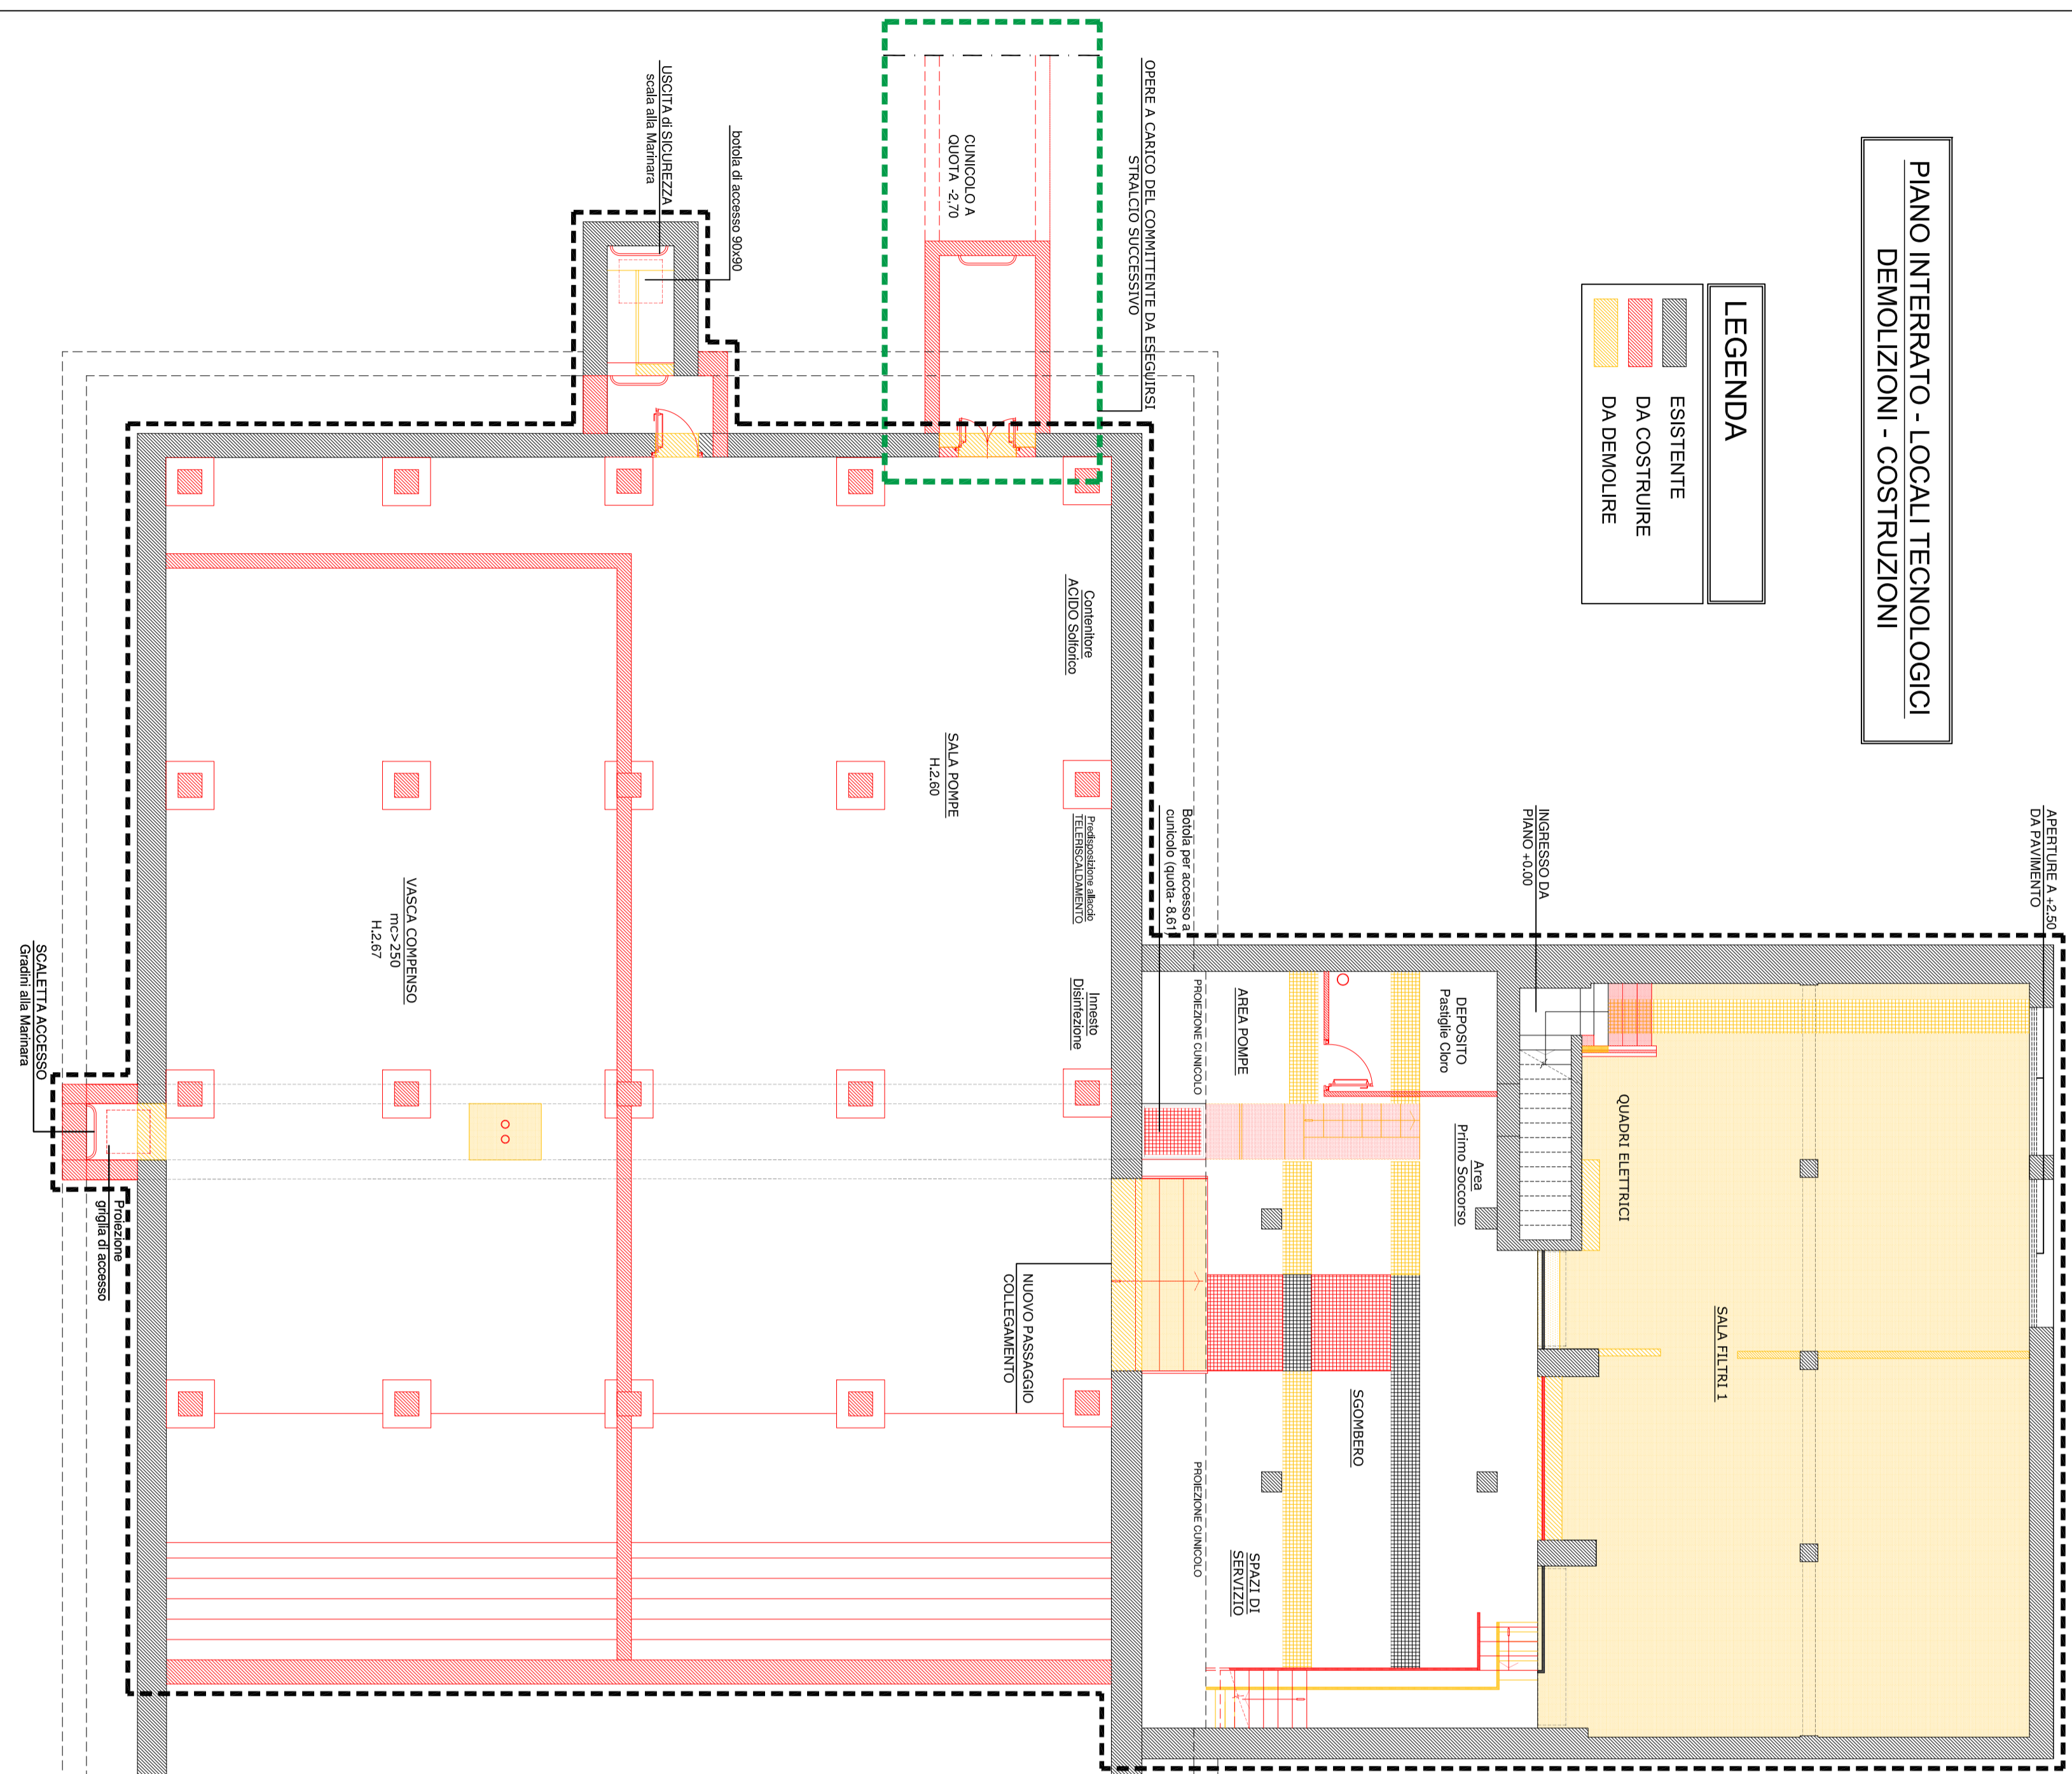 PIANO INTERRATO - LOCALI TECNOLOGICI
DEMOLIZIONI - COSTRUZIONI
LEGENDA
ESISTENTE
DA COSTRUIRE
DA DEMOLIRE
APERTURE A +2.50
DA PAVIMENTO
INGRESSO DA
PIANO +0.00
QUADRI ELETTRICI
SALA FILTRI 1
DEPOSITO
Pastiglie Cloro
Area
Primo Soccorso
SGOMBERO
AREA POMPE
SPAZI DI
SERVIZIO
PROIEZIONE CUNICOLO
PROIEZIONE CUNICOLO
Botola per accesso a
cunicolo (quota- 8.61)
OPERE A CARICO DEL COMMITTENTE DA ESEGUIRSI
STRALCIO SUCCESSIVO
CUNICOLO A
QUOTA -2,70
Contenitore
ACIDO Solforico
Predisposizione allaccio
TELERISCALDAMENTO
Innesto
Disinfezione
NUOVO PASSAGGIO
COLLEGAMENTO
SALA POMPE
H.2.60
botola di accesso 90x90
USCITA di SICUREZZA
scala alla Marinara
VASCA COMPENSO
mc>250
H.2.67
Proiezione
griglia di accesso
SCALETTA ACCESSO
Gradini alla Marinara